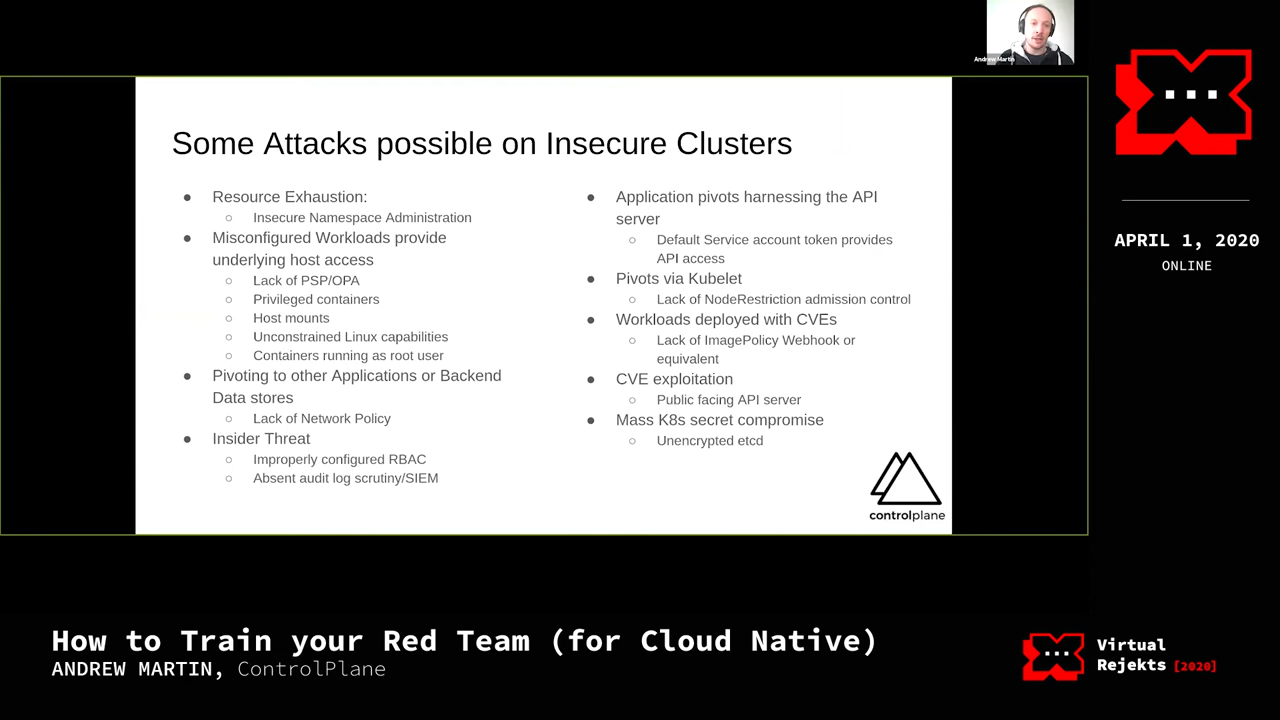 Andrew Martin
Some Attacks possible on Insecure Clusters
● Resource Exhaustion:
○ Insecure Namespace Administration
● Misconfigured Workloads provide
underlying host access
○ Lack of PSP/OPA
○ Privileged containers
○ Host mounts
○ Unconstrained Linux capabilities
○ Containers running as root user
● Pivoting to other Applications or Backend
Data stores
○ Lack of Network Policy
● Insider Threat
○ Improperly configured RBAC
○ Absent audit log scrutiny/SIEM
● Application pivots harnessing the API
server
○ Default Service account token provides
API access
● Pivots via Kubelet
○ Lack of NodeRestriction admission control
● Workloads deployed with CVEs
○ Lack of ImagePolicy Webhook or
equivalent
● CVE exploitation
○ Public facing API server
● Mass K8s secret compromise
○ Unencrypted etcd
controlplane
APRIL 1, 2020
ONLINE
How to Train your Red Team (for Cloud Native)
ANDREW MARTIN, ControlPlane
Virtual
Rejekts [2020]